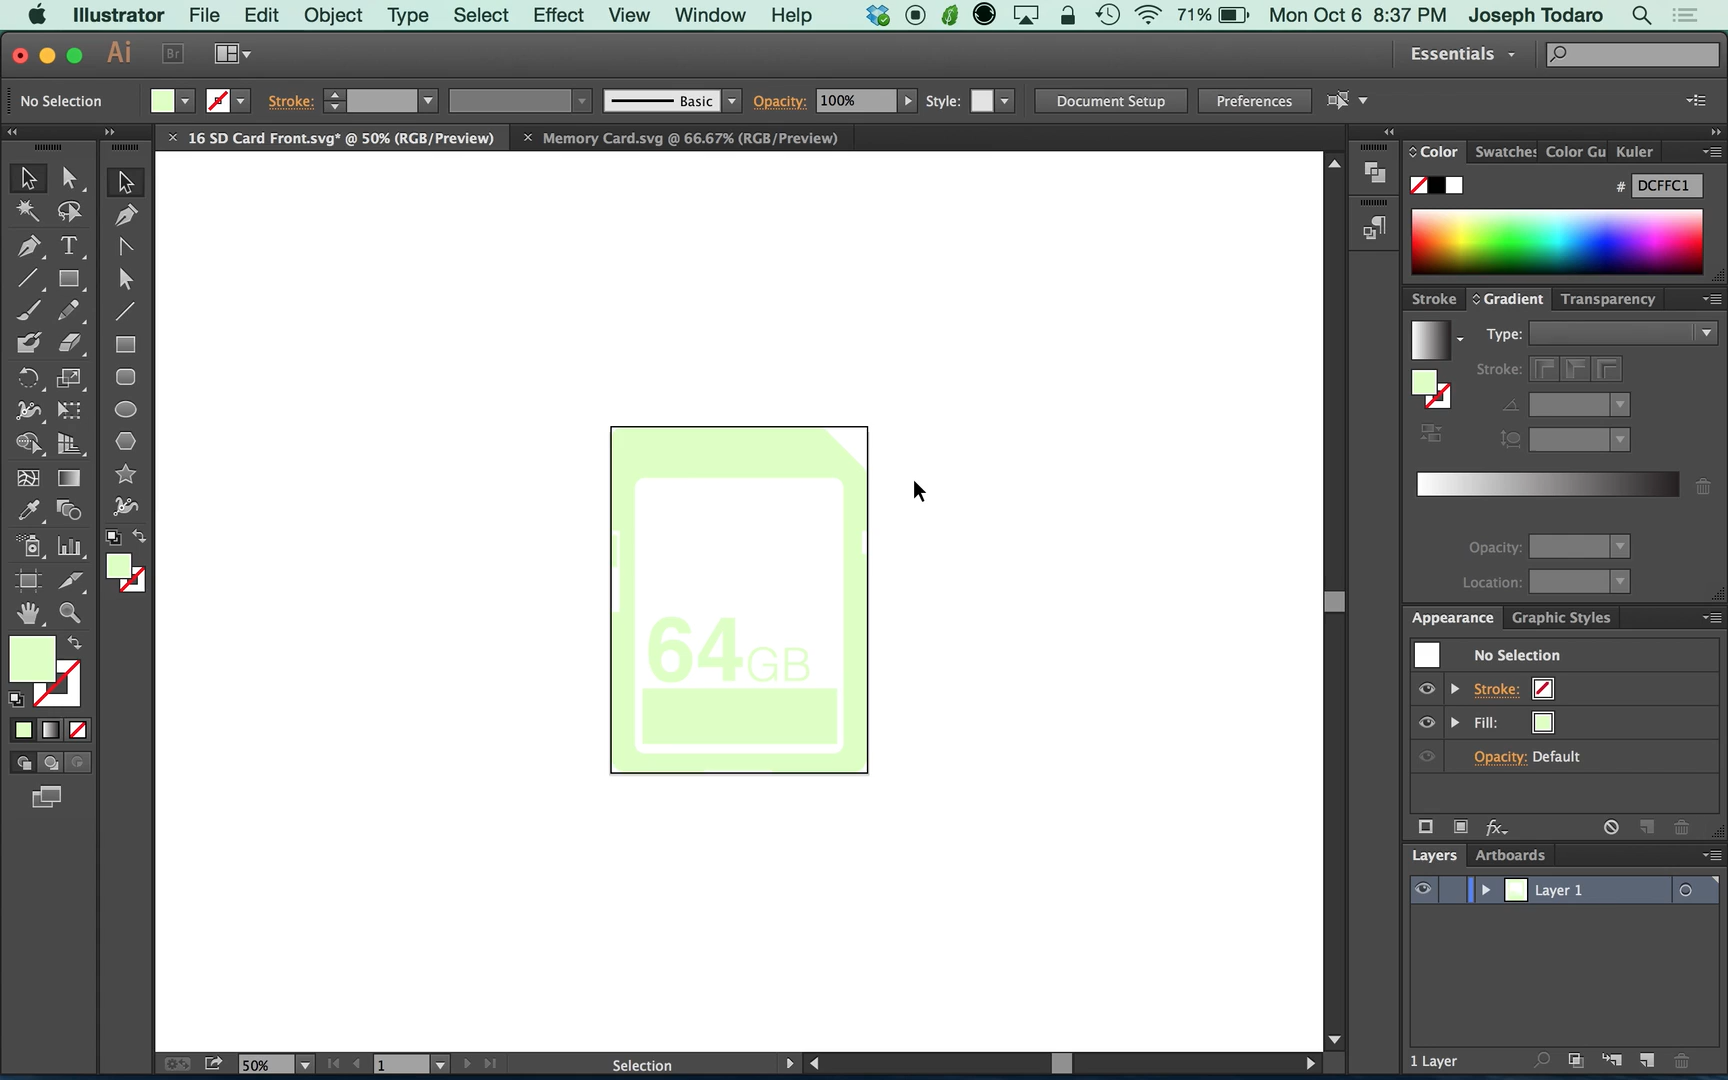 Illustrator File Edit Object Type Select Effect View Window Help 71% Mon Oct 6 8:37 PM Joseph Todaro
Ai Br Essentials
No Selection Stroke: Basic Opacity: 100% Style: Document Setup Preferences
16 SD Card Front.svg* @ 50% (RGB/Preview) Memory Card.svg @ 66.67% (RGB/Preview)
Color Swatches Color Gu Kuler
# DCFFC1
Stroke Gradient Transparency
Type:
Stroke:
Opacity:
Location:
64GB
Appearance Graphic Styles
No Selection
Stroke:
Fill:
Opacity: Default
fx
Layers Artboards
Layer 1
1 Layer
50% 1 Selection